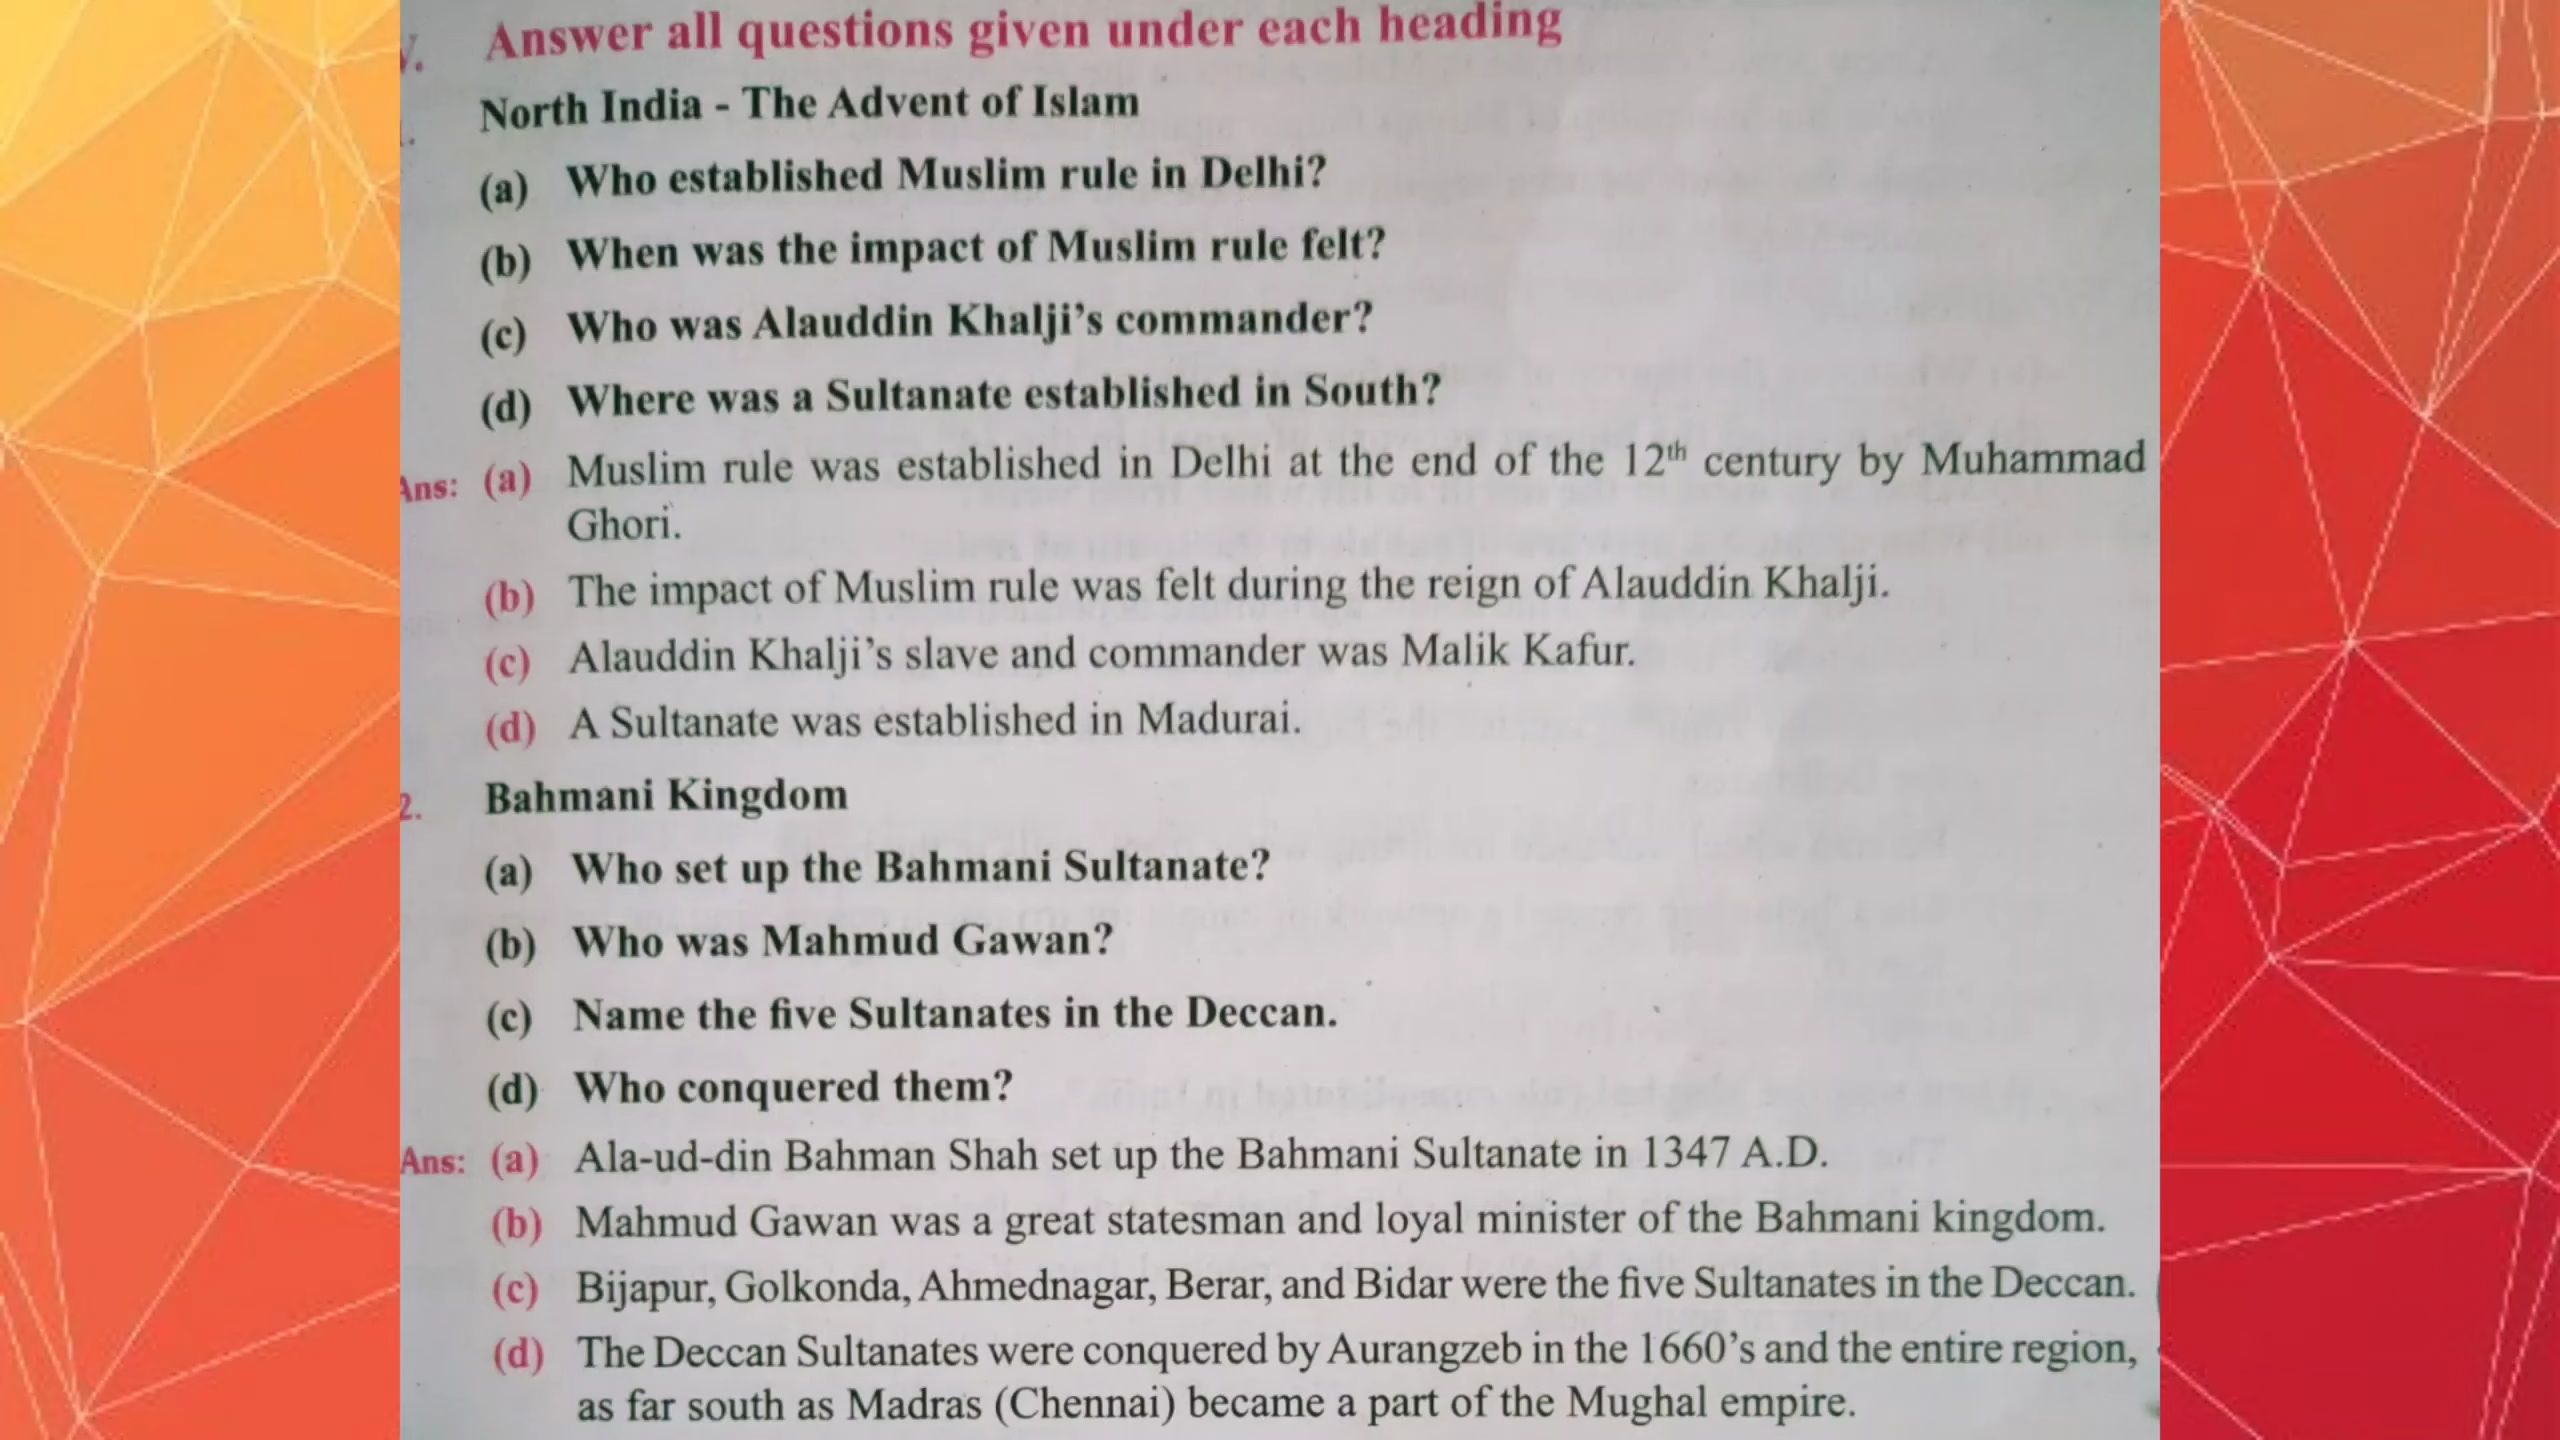 V. Answer all questions given under each heading
North India - The Advent of Islam
(a) Who established Muslim rule in Delhi?
(b) When was the impact of Muslim rule felt?
(c) Who was Alauddin Khalji's commander?
(d) Where was a Sultanate established in South?
Ans: (a) Muslim rule was established in Delhi at the end of the 12th century by Muhammad
Ghori.
(b) The impact of Muslim rule was felt during the reign of Alauddin Khalji.
(c) Alauddin Khalji's slave and commander was Malik Kafur.
(d) A Sultanate was established in Madurai.
2. Bahmani Kingdom
(a) Who set up the Bahmani Sultanate?
(b) Who was Mahmud Gawan?
(c) Name the five Sultanates in the Deccan.
(d) Who conquered them?
Ans: (a) Ala-ud-din Bahman Shah set up the Bahmani Sultanate in 1347 A.D.
(b) Mahmud Gawan was a great statesman and loyal minister of the Bahmani kingdom.
(c) Bijapur, Golkonda, Ahmednagar, Berar, and Bidar were the five Sultanates in the Deccan.
(d) The Deccan Sultanates were conquered by Aurangzeb in the 1660's and the entire region,
as far south as Madras (Chennai) became a part of the Mughal empire.